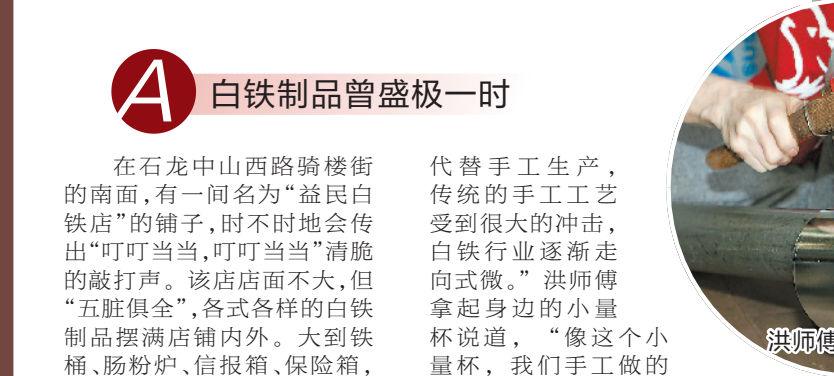 A
白铁制品曾盛极一时
在石龙中山西路骑楼街
的南面,有一间名为“益民白
铁店”的铺子,时不时地会传
出“叮叮当当,叮叮当当”清脆
的敲打声。该店店面不大,但
“五脏俱全”,各式各样的白铁
制品摆满店铺内外。大到铁
桶、肠粉炉、信报箱、保险箱,
代替手工生产,
传统的手工工艺
受到很大的冲击,
白铁行业逐渐走
向式微。”洪师傅
拿起身边的小量
杯说道，“像这个小
量杯，我们手工做的
洪师傅